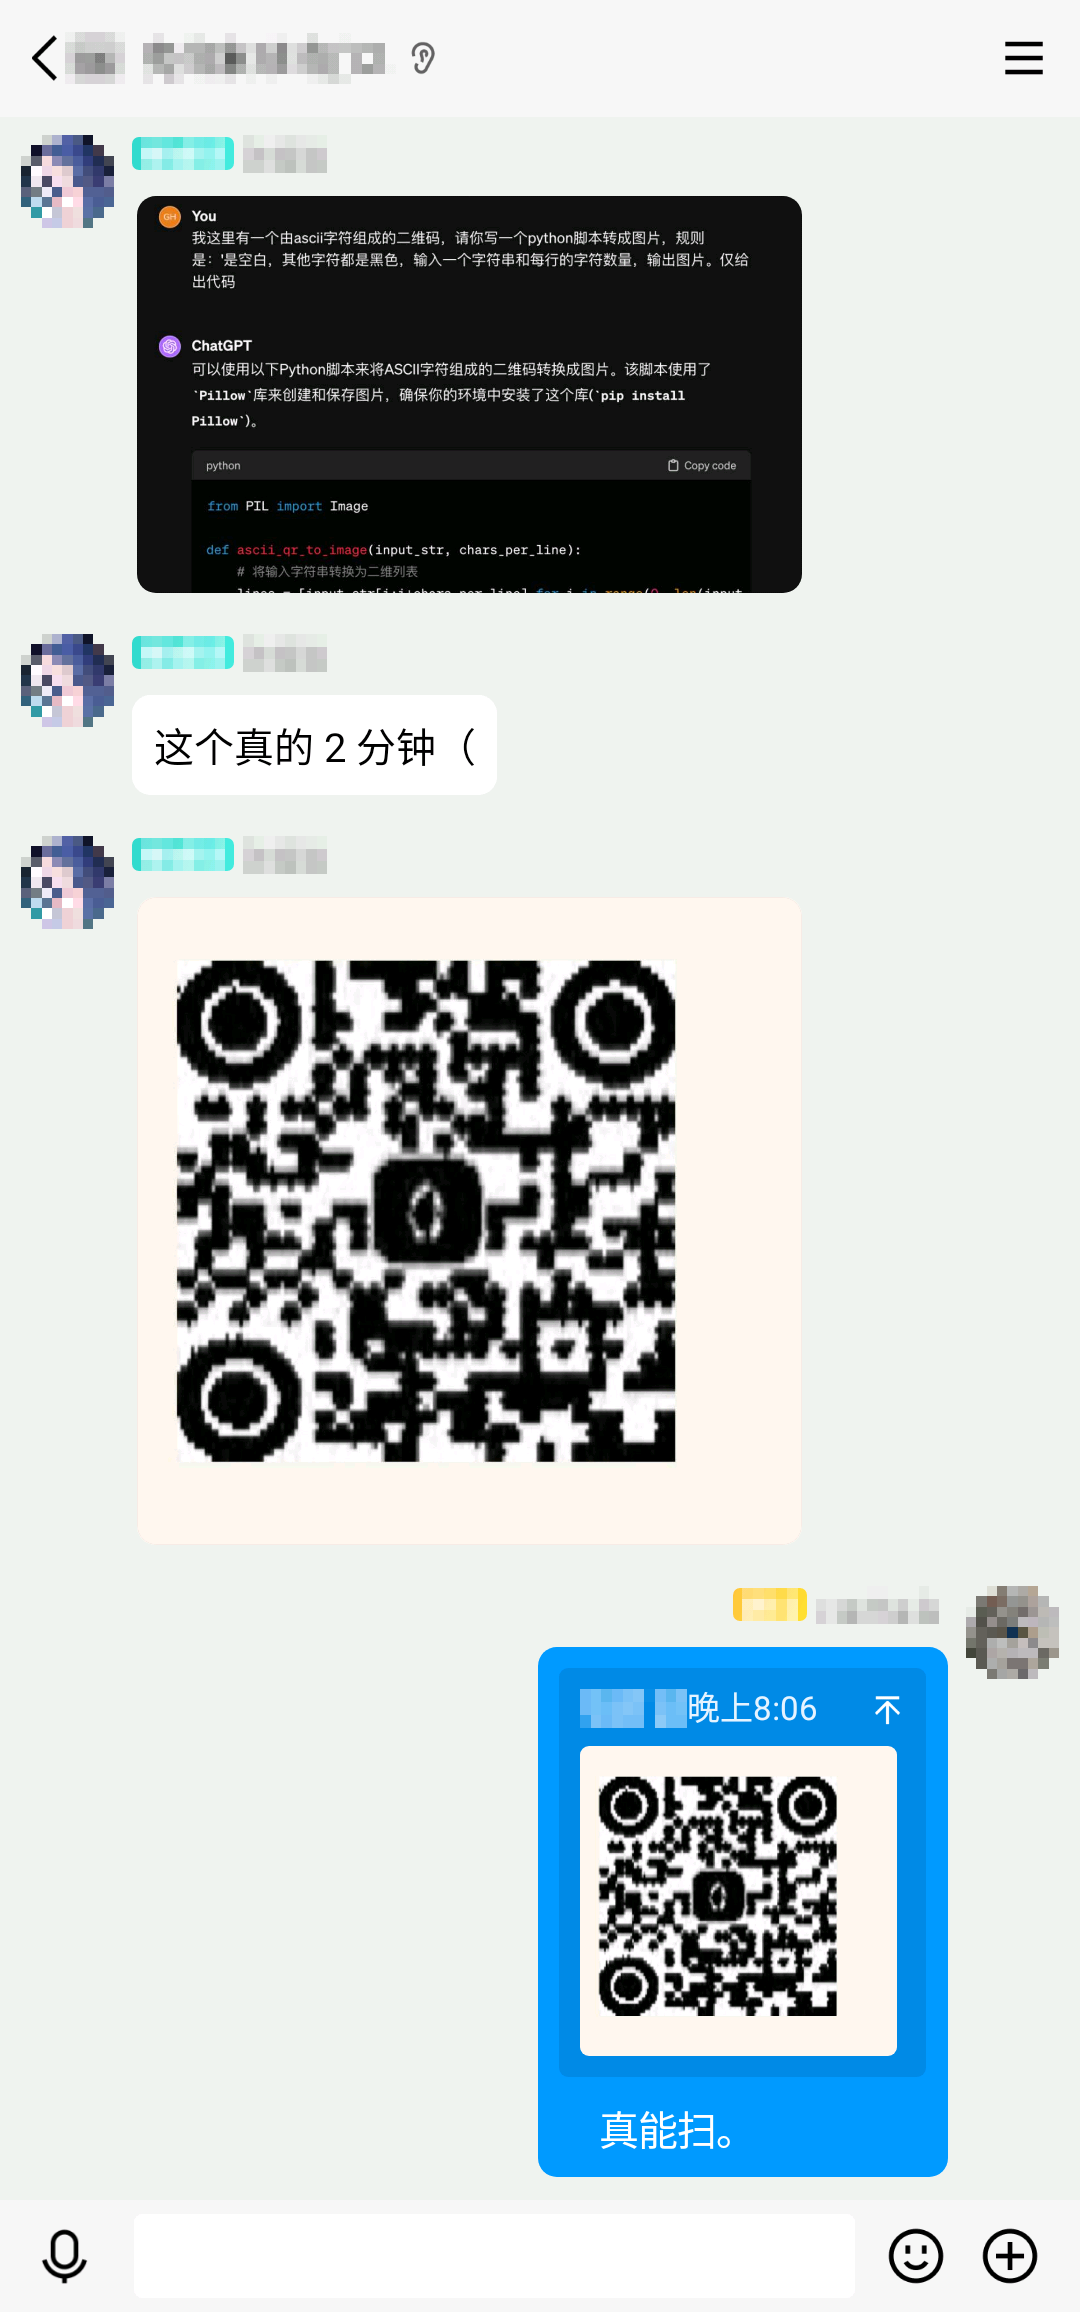 You
我这里有一个由ascii字符组成的二维码，请你写一个python脚本转成图片，规则
是：'是空白，其他字符都是黑色，输入一个字符串和每行的字符数量，输出图片。仅给
出代码
ChatGPT
可以使用以下Python脚本来将ASCII字符组成的二维码转换成图片。该脚本使用了
`Pillow`库来创建和保存图片，确保你的环境中安装了这个库(`pip install
Pillow`)。
python
Copy code
from PIL import Image
def ascii_qr_to_image(input_str, chars_per_line):
# 将输入字符串转换为二维列表
lines = [input_str[i:i+chars_per_line] for i in range(0, len(input
这个真的 2 分钟（
晚上8:06
真能扫。